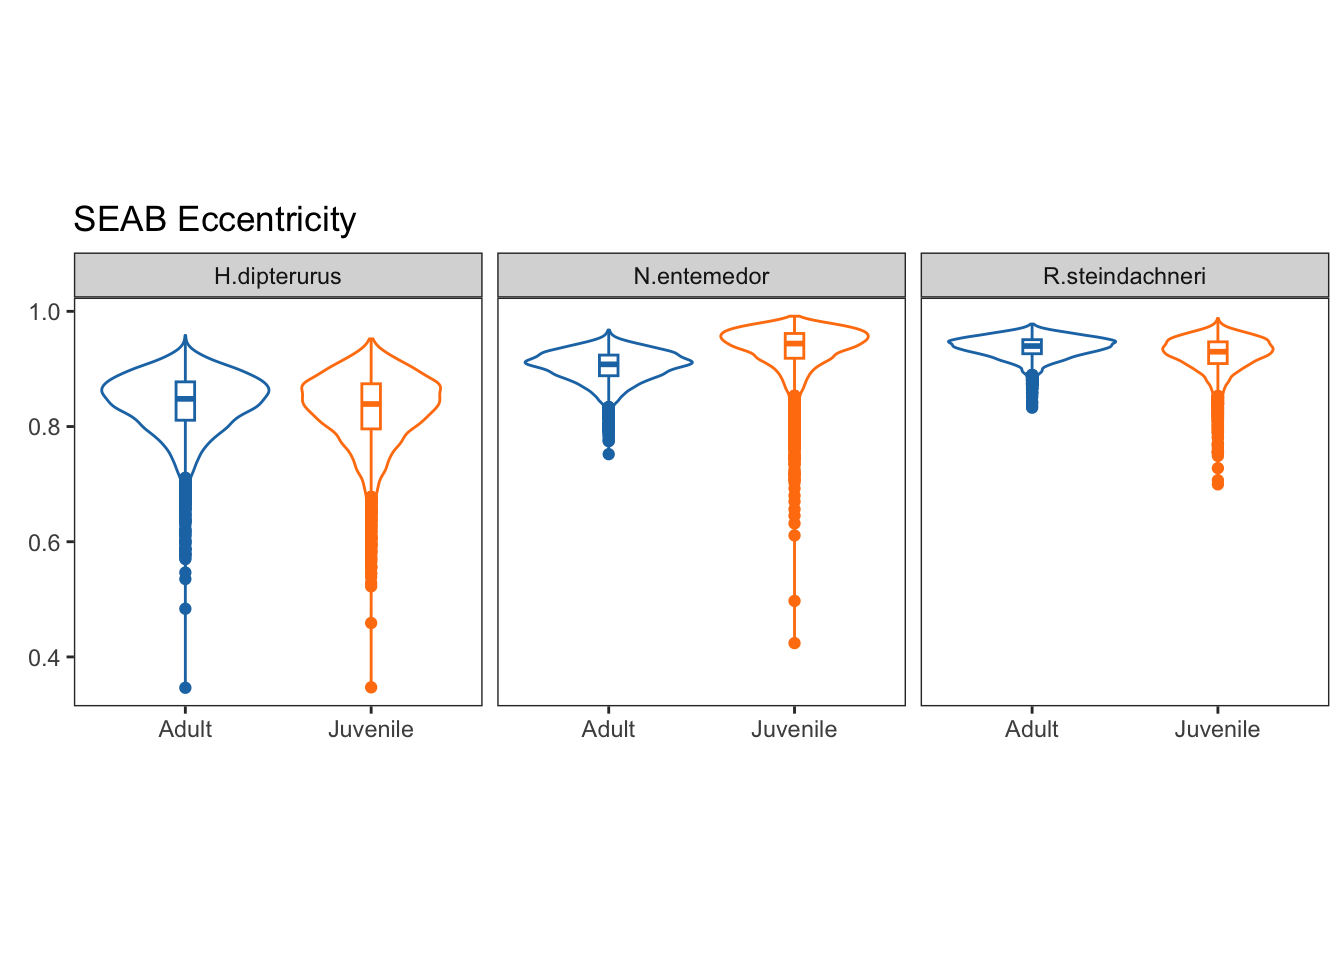 SEAB Eccentricity
H.dipterurus
N.entemedor
R.steindachneri
1.0
0.8
0.6
0.4
Adult
Juvenile
Adult
Juvenile
Adult
Juvenile